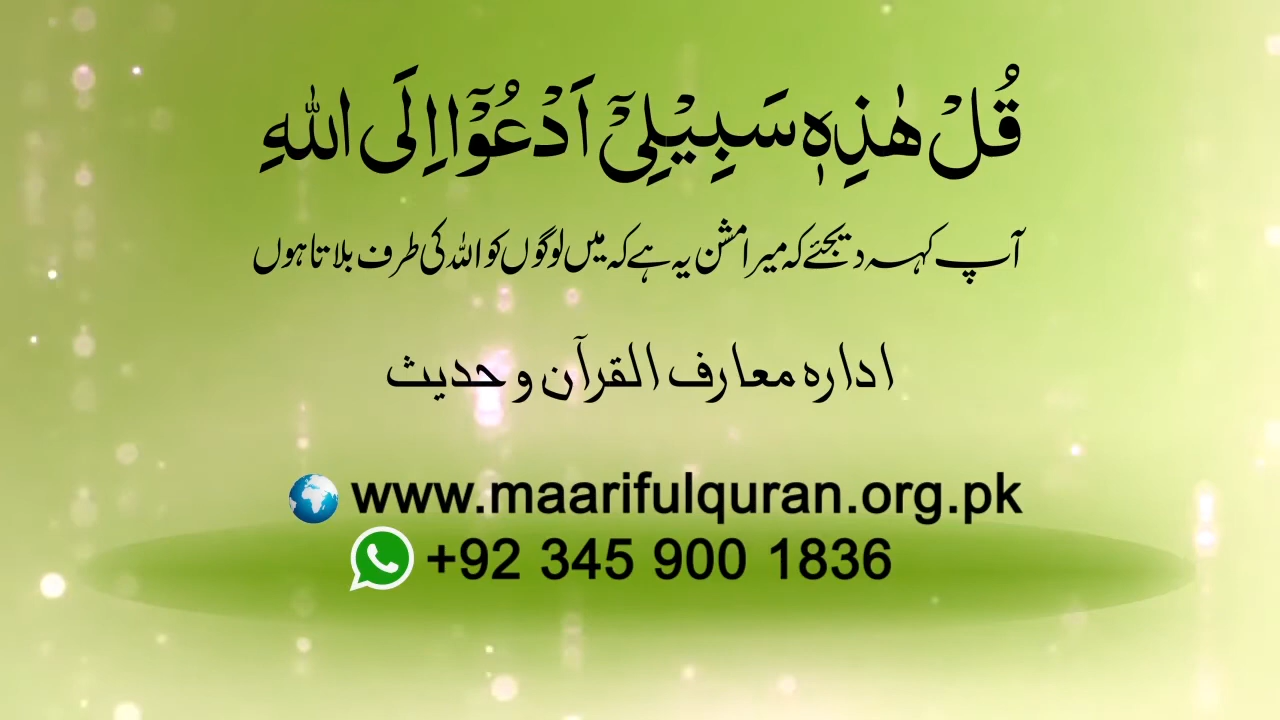 قُلْ هٰذِهٖ سَبِيْلِيْٓ اَدْعُوْٓا اِلَى اللّٰهِ
آپ کہہ دیجئے کہ میرا مشن یہ ہے کہ میں لوگوں کو اللہ کی طرف بلاتا ہوں
ادارہ معارف القرآن و حدیث
www.maarifulquran.org.pk
+92 345 900 1836